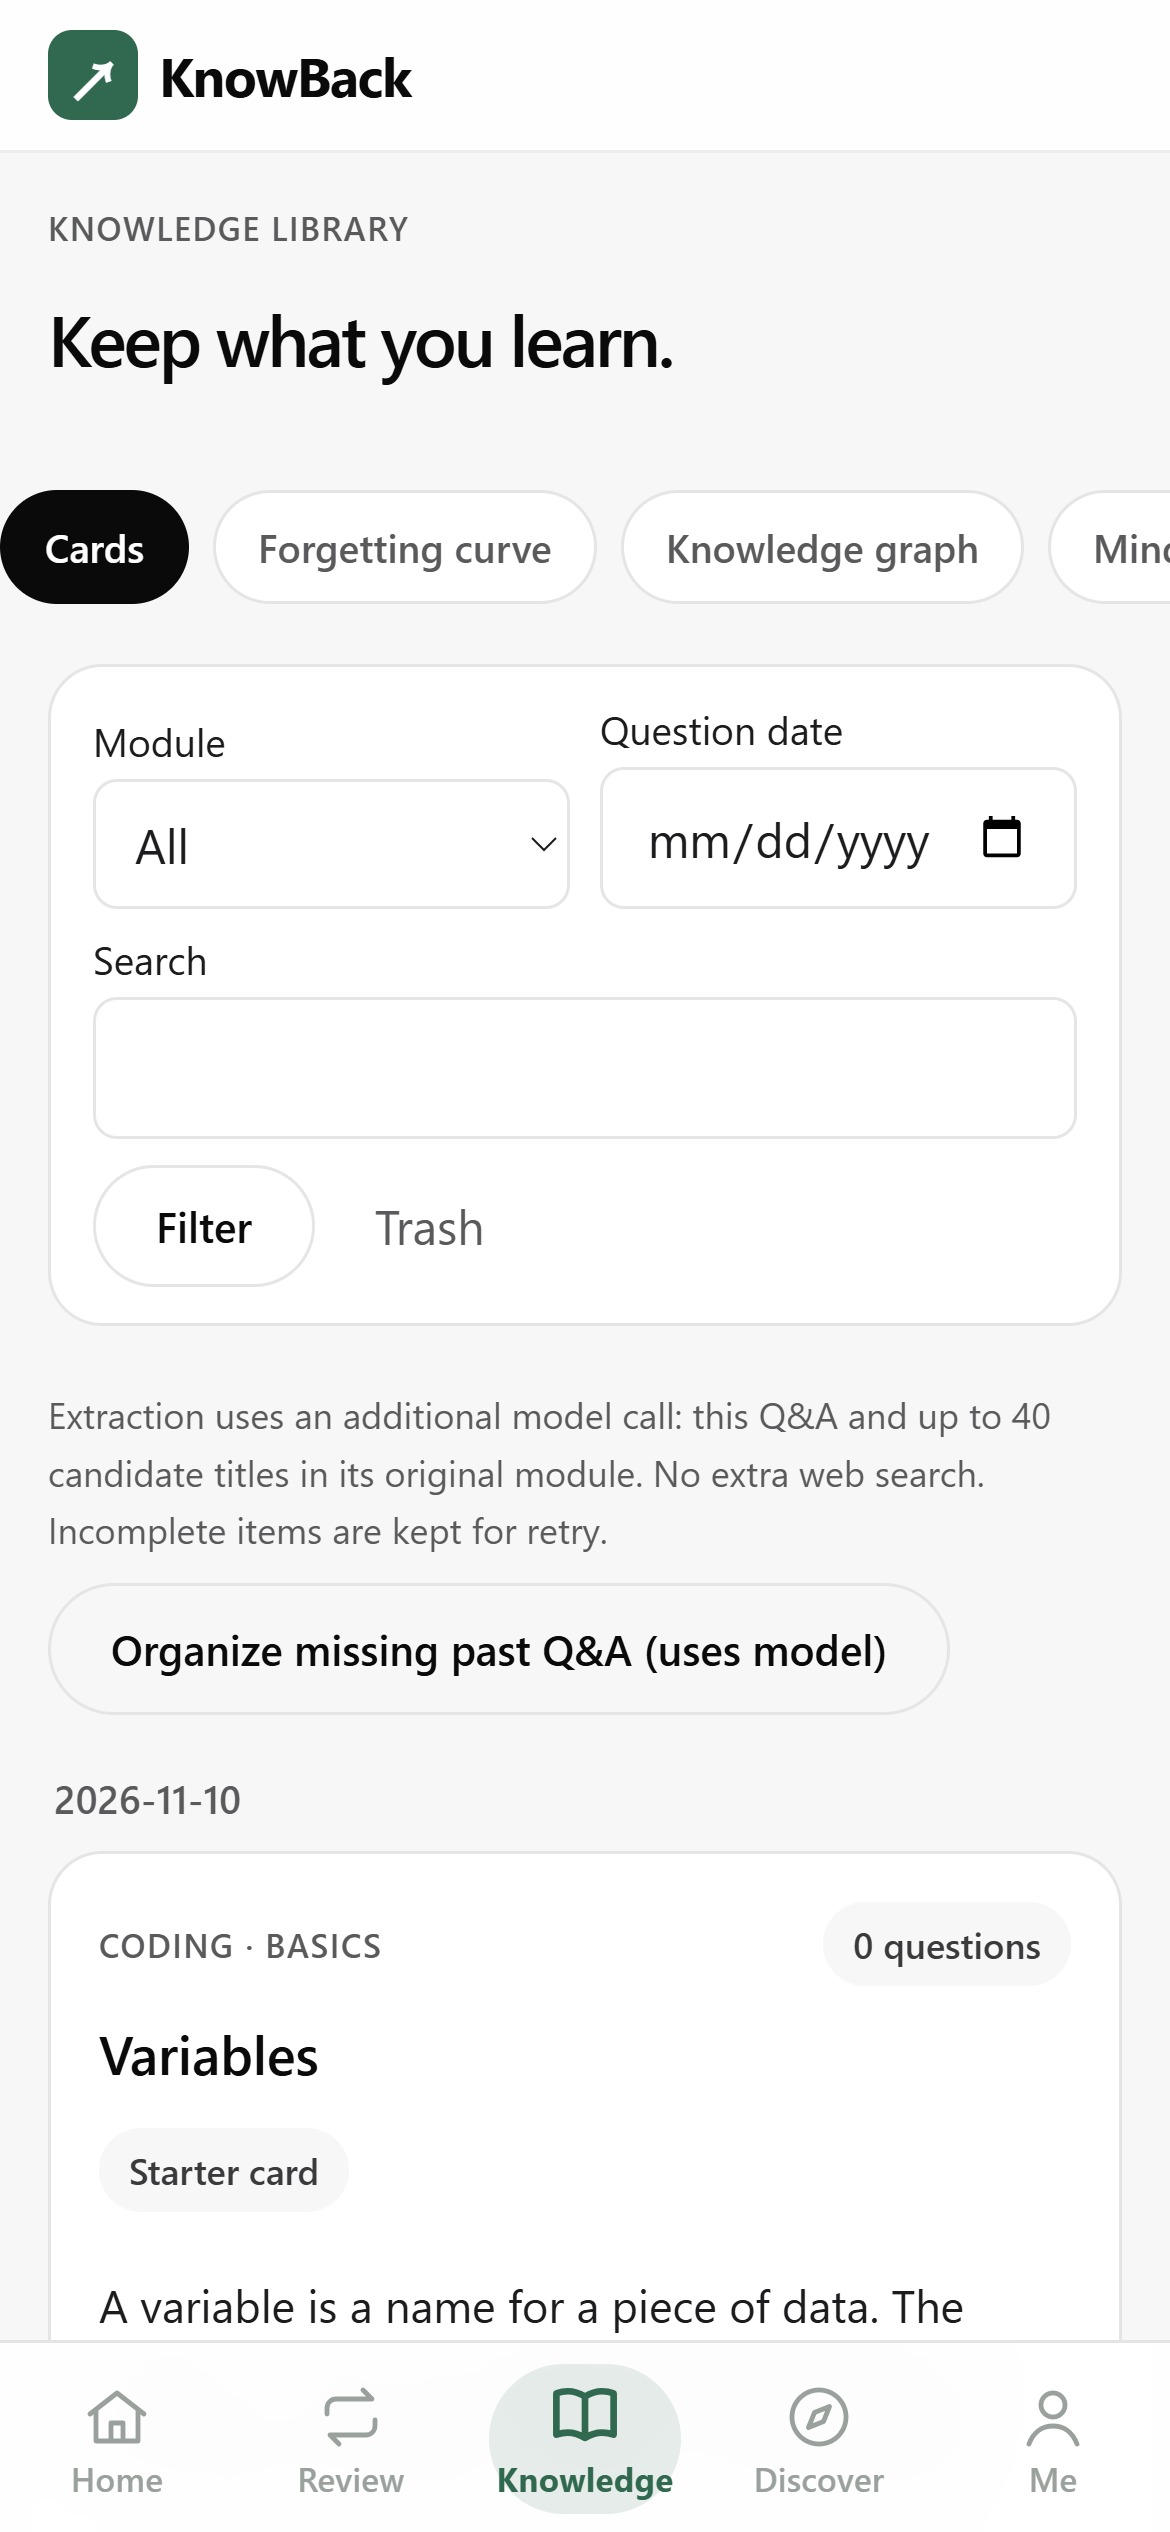 KnowBack
KNOWLEDGE LIBRARY
Keep what you learn.
Cards
Forgetting curve
Knowledge graph
Module
Question date
All
mm/dd/yyyy
Search
Filter
Trash
Extraction uses an additional model call: this Q&A and up to 40
candidate titles in its original module. No extra web search.
Incomplete items are kept for retry.
Organize missing past Q&A (uses model)
2026-11-10
CODING · BASICS
0 questions
Variables
Starter card
A variable is a name for a piece of data. The
Home
Review
Knowledge
Discover
Me